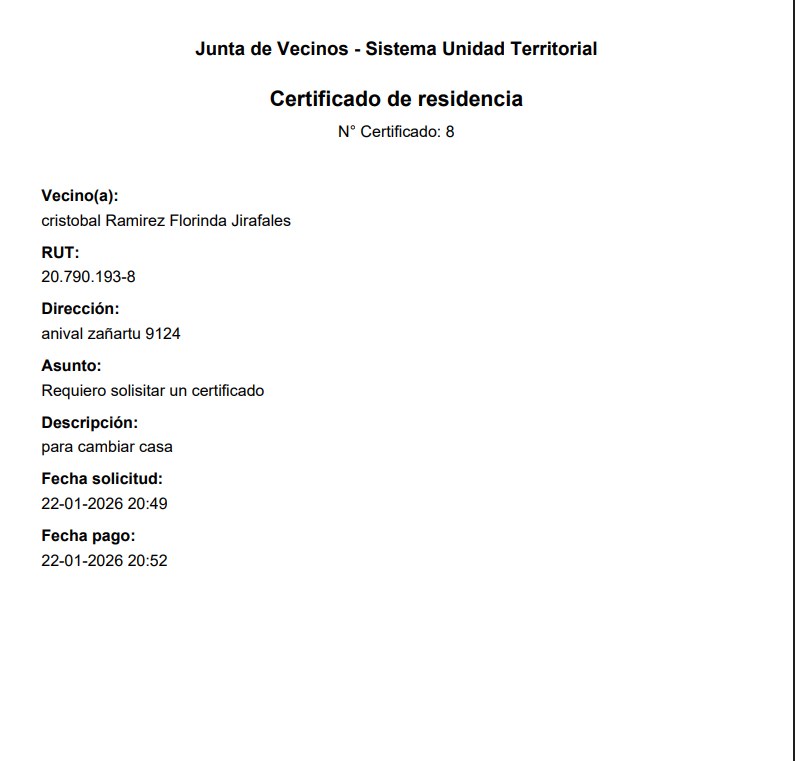 Junta de Vecinos - Sistema Unidad Territorial
Certificado de residencia
N° Certificado: 8
Vecino(a):
cristobal Ramirez Florinda Jirafales
RUT:
20.790.193-8
Dirección:
anival zañartu 9124
Asunto:
Requiero solisitar un certificado
Descripción:
para cambiar casa
Fecha solicitud:
22-01-2026 20:49
Fecha pago:
22-01-2026 20:52